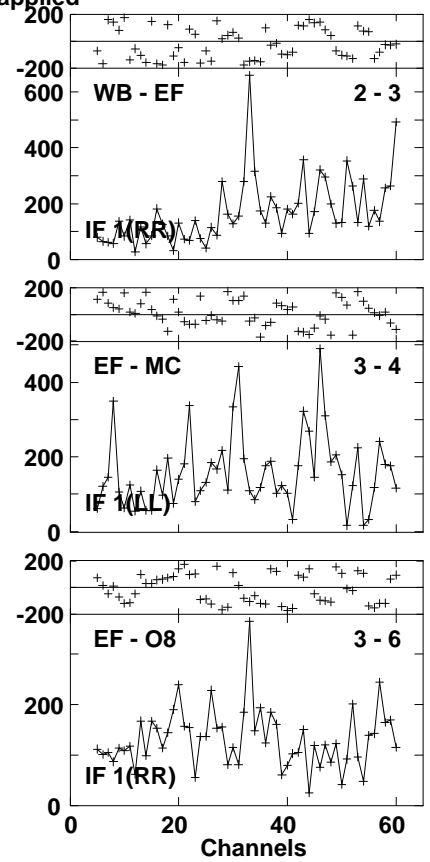 applied
200
-200
600
WB - EF 2 - 3
400
200
IF 1(RR)
0
200
-200
EF - MC 3 - 4
400
200
IF 1(LL)
0
200
-200
EF - O8 3 - 6
200
IF 1(RR)
0
0 20 40 60
Channels